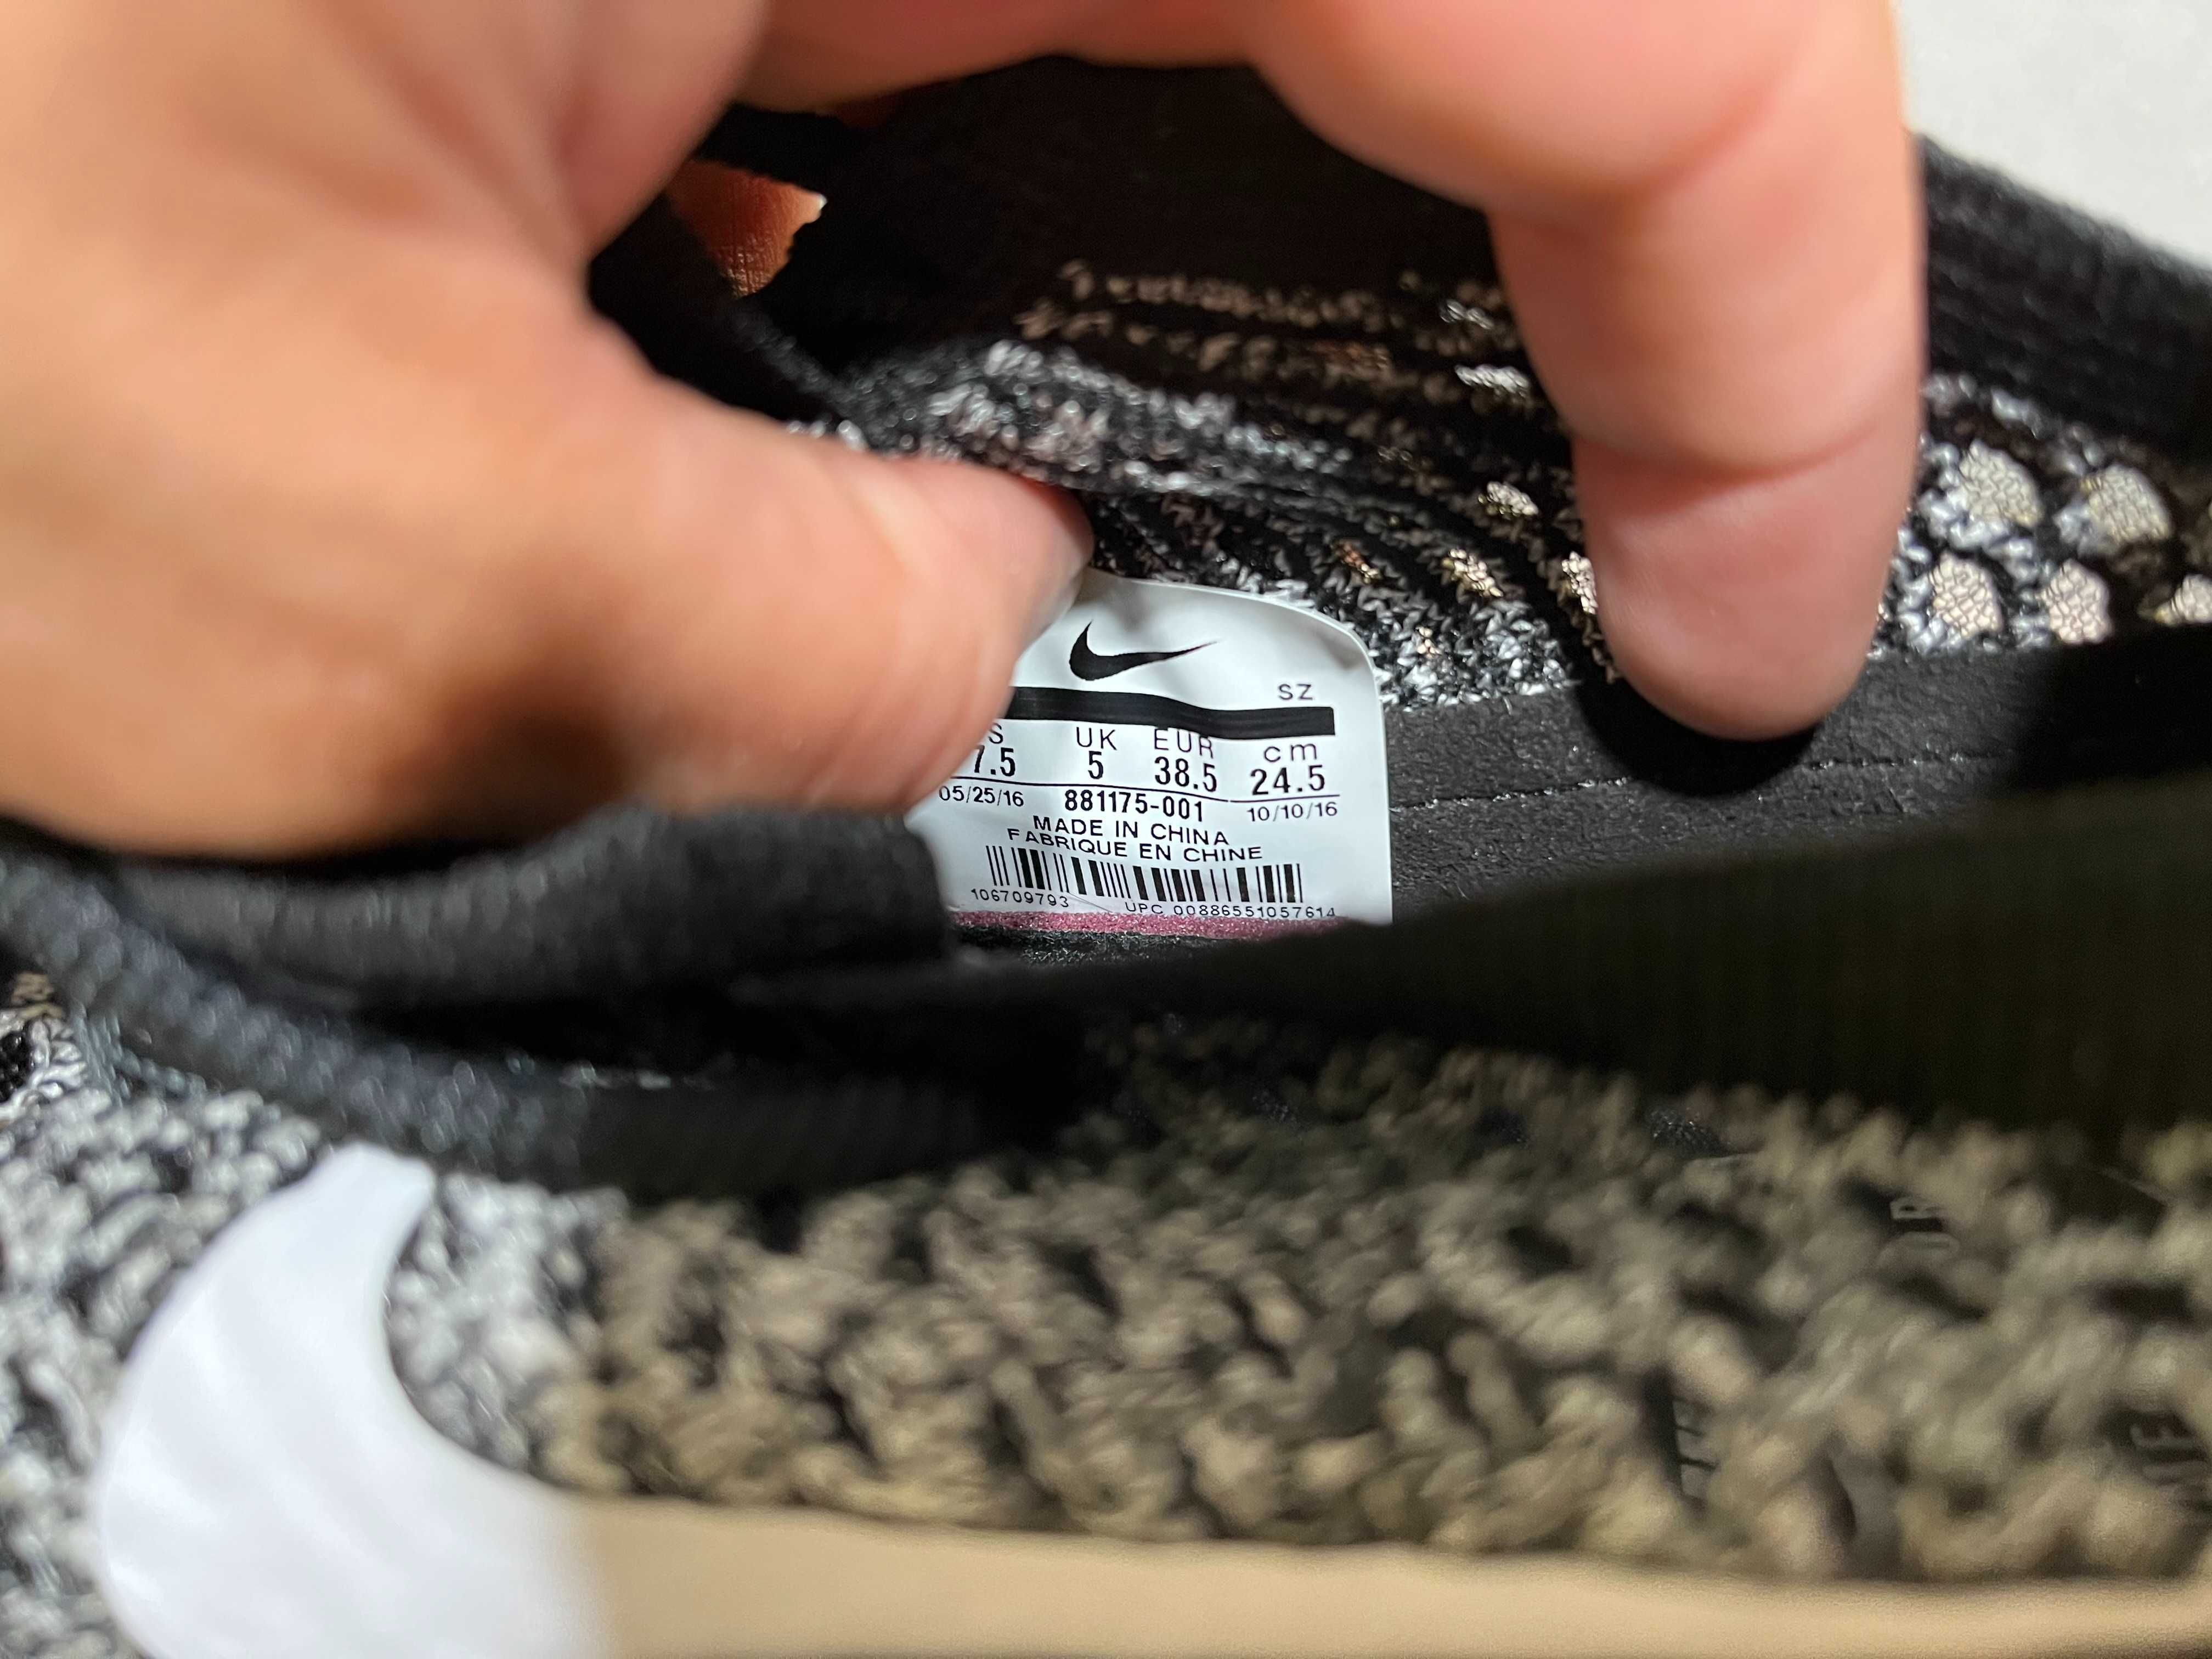 SZ
S UK EUR cm
7.5 5 38.5 24.5
05/25/16 881175-001 10/10/16
MADE IN CHINA
FABRIQUE EN CHINE
106709793 UPC 00886551057614